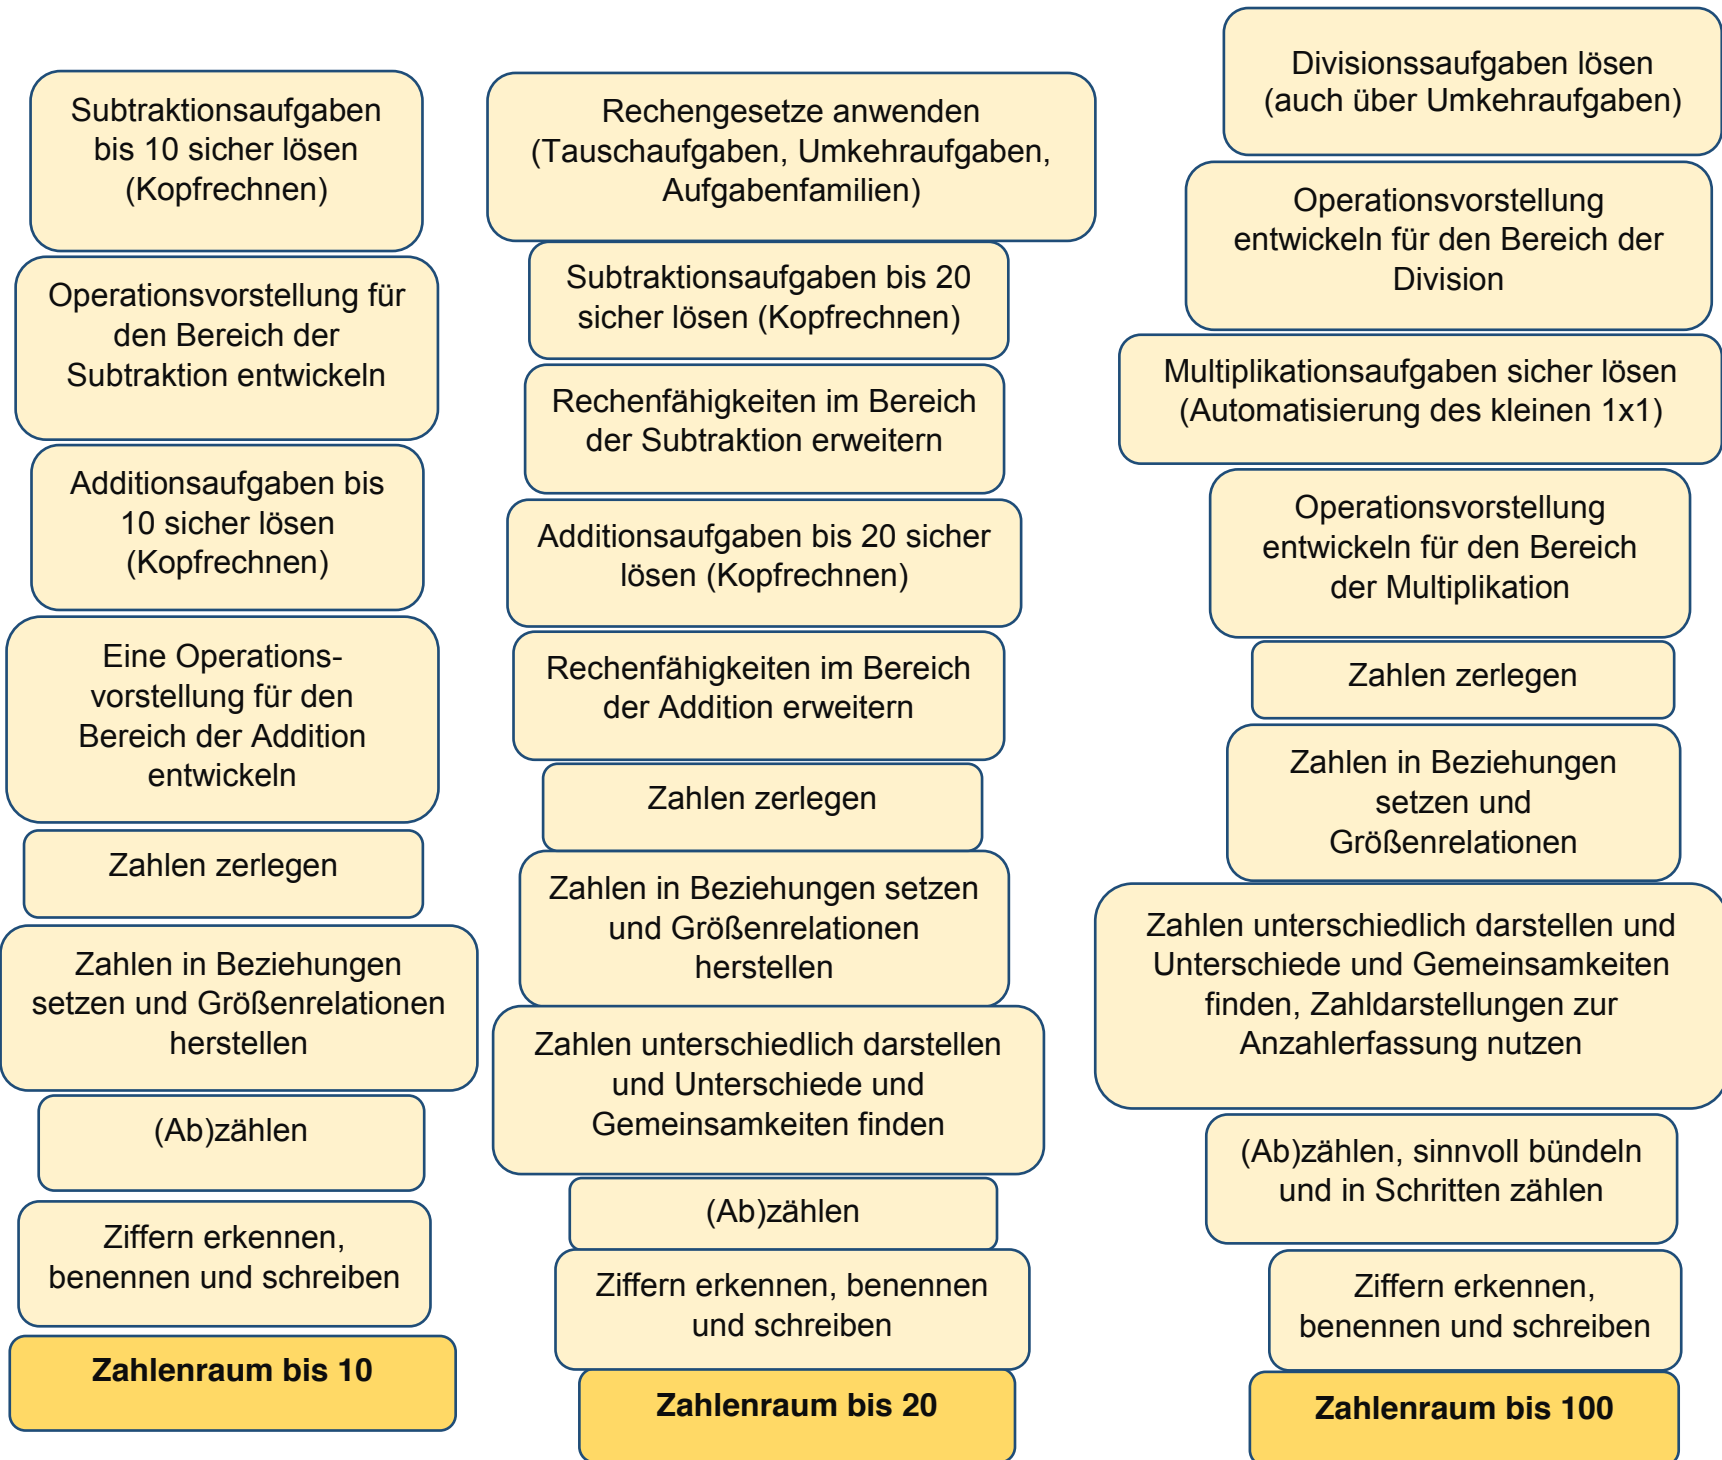 Subtraktionsaufgaben
bis 10 sicher lösen
(Kopfrechnen)
Operationsvorstellung für
den Bereich der
Subtraktion entwickeln
Additionsaufgaben bis
10 sicher lösen
(Kopfrechnen)
Eine Operations-
vorstellung für den
Bereich der Addition
entwickeln
Zahlen zerlegen
Zahlen in Beziehungen
setzen und Größenrelationen
herstellen
(Ab)zählen
Ziffern erkennen,
benennen und schreiben
Zahlenraum bis 10
Rechengesetze anwenden
(Tauschaufgaben, Umkehraufgaben,
Aufgabenfamilien)
Subtraktionsaufgaben bis 20
sicher lösen (Kopfrechnen)
Rechenfähigkeiten im Bereich
der Subtraktion erweitern
Additionsaufgaben bis 20 sicher
lösen (Kopfrechnen)
Rechenfähigkeiten im Bereich
der Addition erweitern
Zahlen zerlegen
Zahlen in Beziehungen setzen
und Größenrelationen
herstellen
Zahlen unterschiedlich darstellen
und Unterschiede und
Gemeinsamkeiten finden
(Ab)zählen
Ziffern erkennen, benennen
und schreiben
Zahlenraum bis 20
Divisionssaufgaben lösen
(auch über Umkehraufgaben)
Operationsvorstellung
entwickeln für den Bereich der
Division
Multiplikationsaufgaben sicher lösen
(Automatisierung des kleinen 1x1)
Operationsvorstellung
entwickeln für den Bereich
der Multiplikation
Zahlen zerlegen
Zahlen in Beziehungen
setzen und
Größenrelationen
Zahlen unterschiedlich darstellen und
Unterschiede und Gemeinsamkeiten
finden, Zahldarstellungen zur
Anzahlerfassung nutzen
(Ab)zählen, sinnvoll bündeln
und in Schritten zählen
Ziffern erkennen,
benennen und schreiben
Zahlenraum bis 100